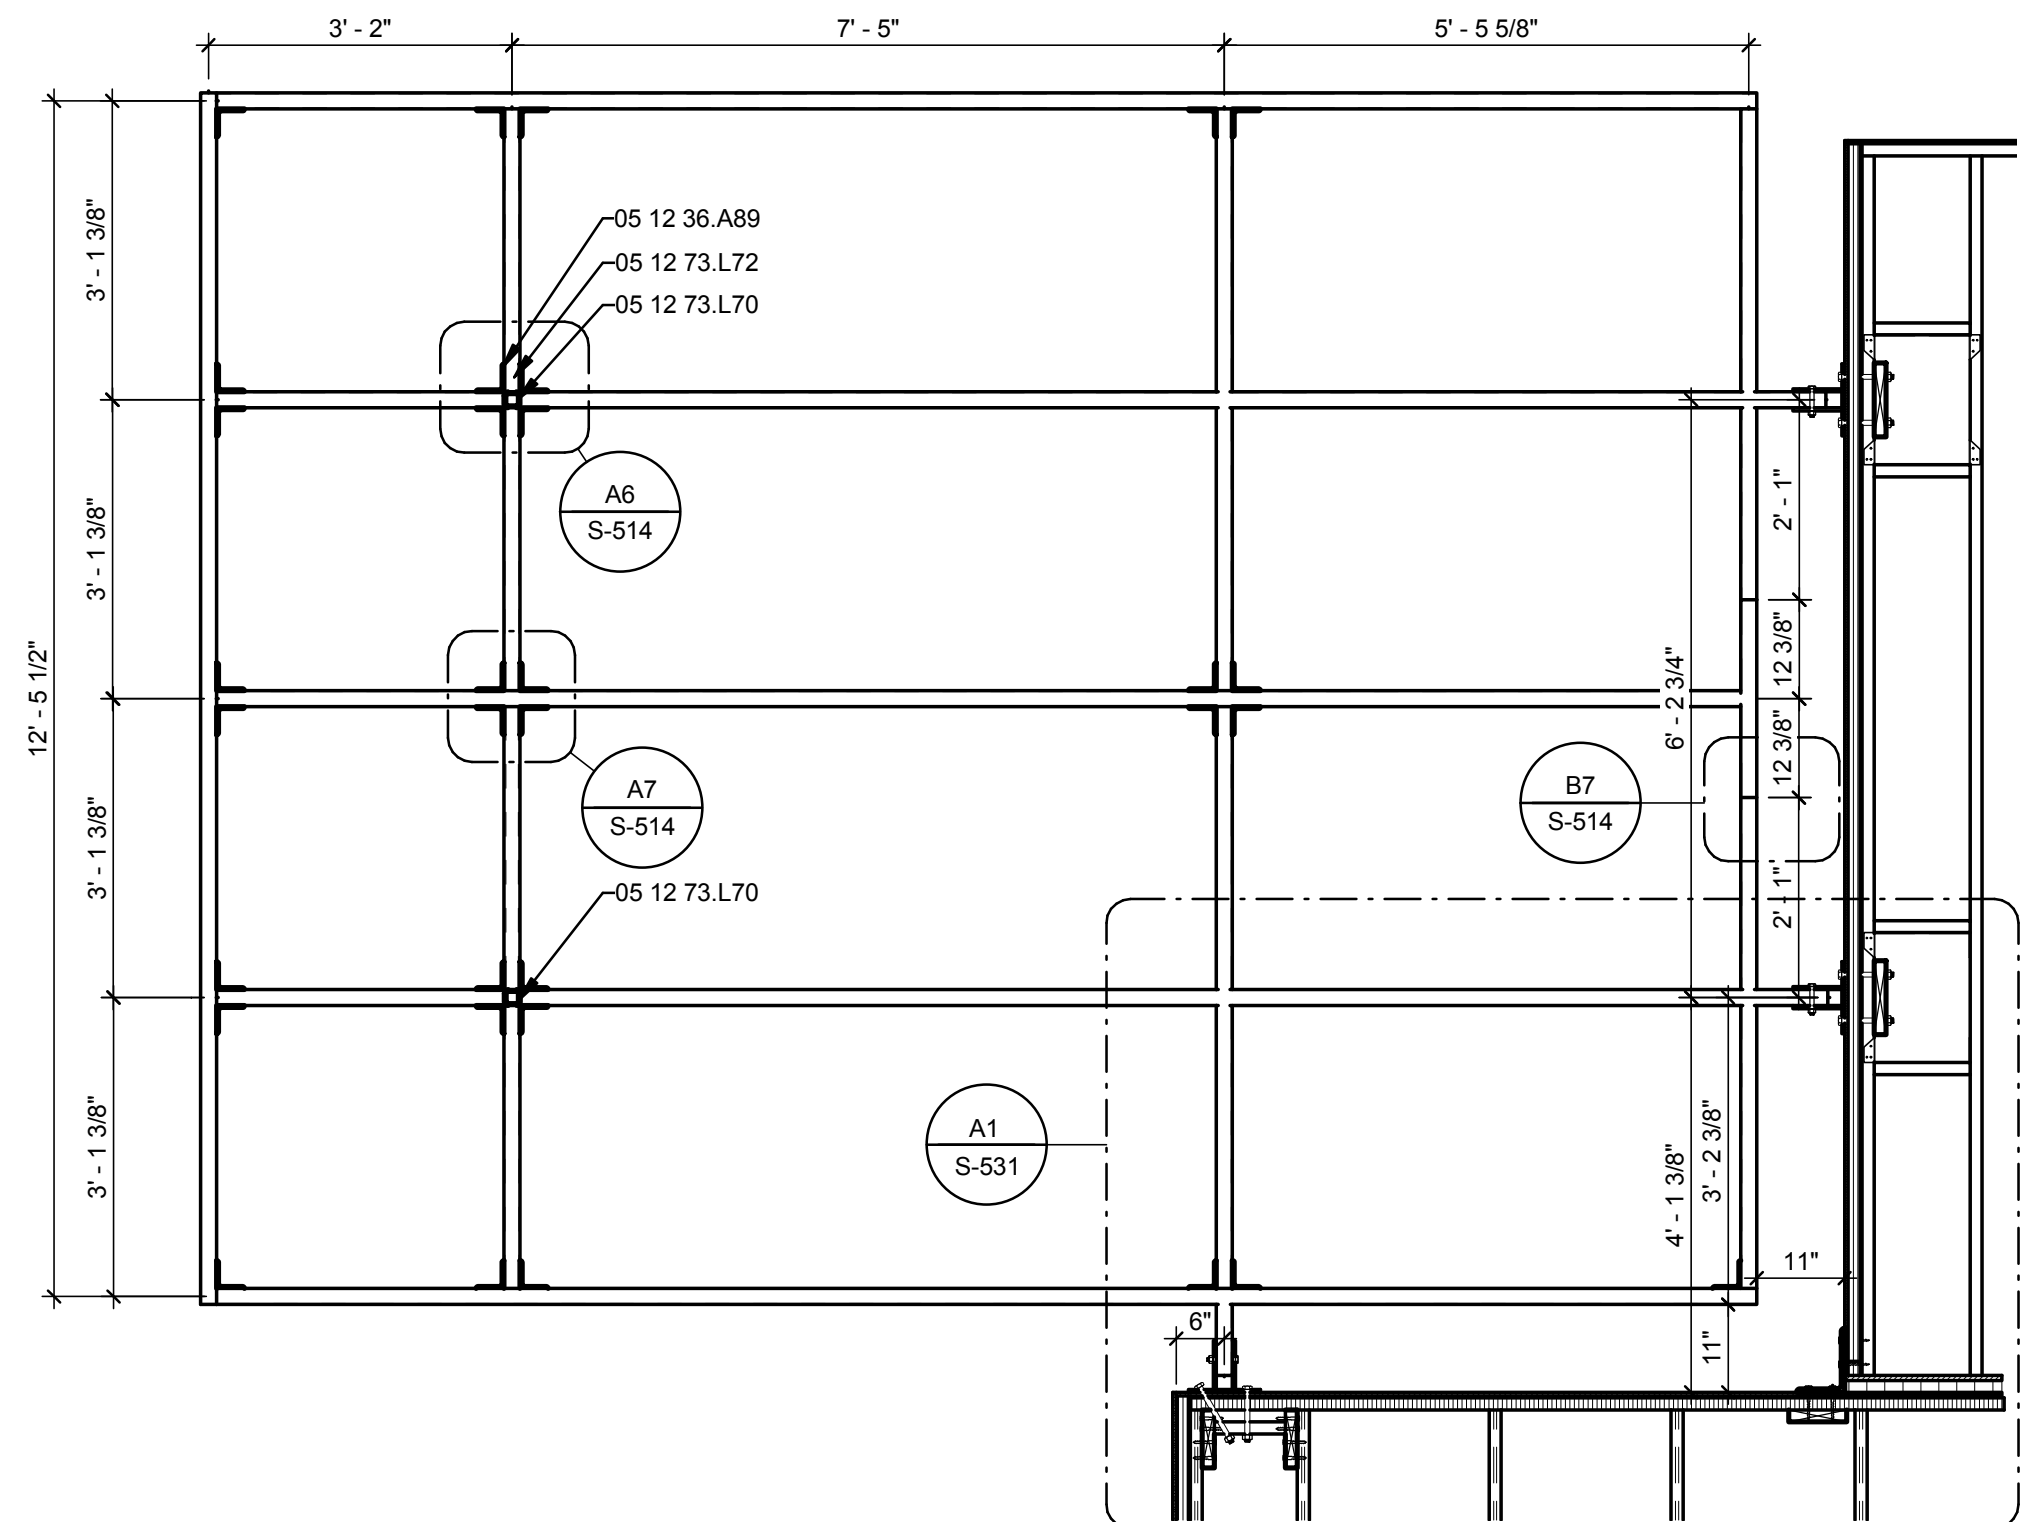 3' - 2"
7' - 5"
5' - 5 5/8"
12' - 5 1/2"
3' - 1 3/8"
3' - 1 3/8"
3' - 1 3/8"
3' - 1 3/8"
05 12 36.A89
05 12 73.L72
05 12 73.L70
A6
S-514
A7
S-514
05 12 73.L70
B7
S-514
6' - 2 3/4"
2' - 1"
12 3/8"
12 3/8"
2' - 1"
A1
S-531
4' - 1 3/8"
3' - 2 3/8"
11"
11"
6"